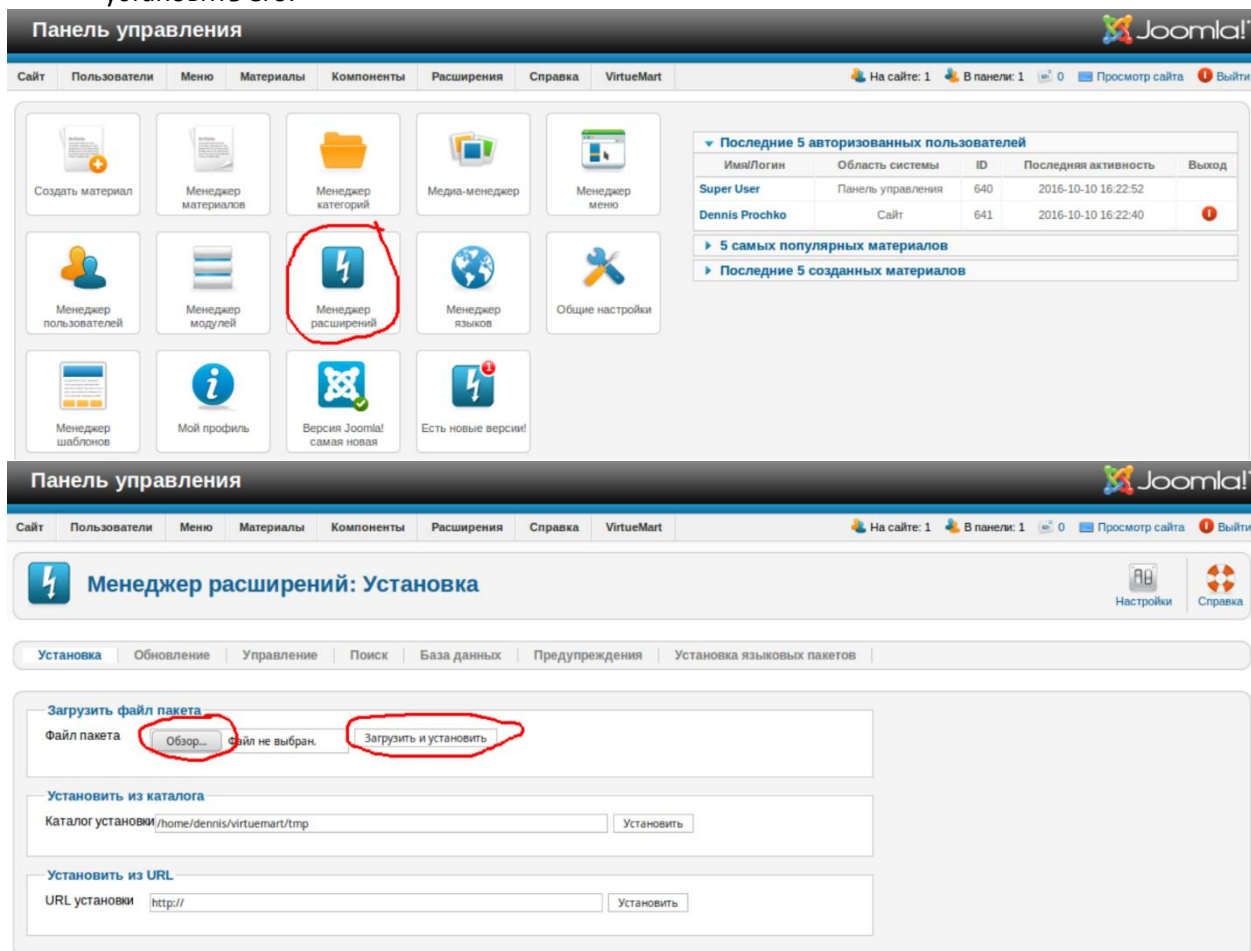 установить его.
Панель управления
Joomla!
Сайт Пользователи Меню Материалы Компоненты Расширения Справка VirtueMart На сайте: 1 В панели: 1 0 Просмотр сайта Выйти
Создать материал
Менеджер материалов
Менеджер категорий
Медиа-менеджер
Менеджер меню
Последние 5 авторизованных пользователей
Имя/Логин Область системы ID Последняя активность Выход
Super User Панель управления 640 2016-10-10 16:22:52
Dennis Prochko Сайт 641 2016-10-10 16:22:40
5 самых популярных материалов
Последние 5 созданных материалов
Менеджер пользователей
Менеджер модулей
Менеджер расширений
Менеджер языков
Общие настройки
Менеджер шаблонов
Мой профиль
Версия Joomla! самая новая
1
Есть новые версии!
Панель управления
Joomla!
Сайт Пользователи Меню Материалы Компоненты Расширения Справка VirtueMart На сайте: 1 В панели: 1 0 Просмотр сайта Выйти
Менеджер расширений: Установка
Настройки Справка
Установка Обновление Управление Поиск База данных Предупреждения Установка языковых пакетов
Загрузить файл пакета
Файл пакета Обзор... Файл не выбран. Загрузить и установить
Установить из каталога
Каталог установки /home/dennis/virtuemart/tmp Установить
Установить из URL
URL установки http:// Установить